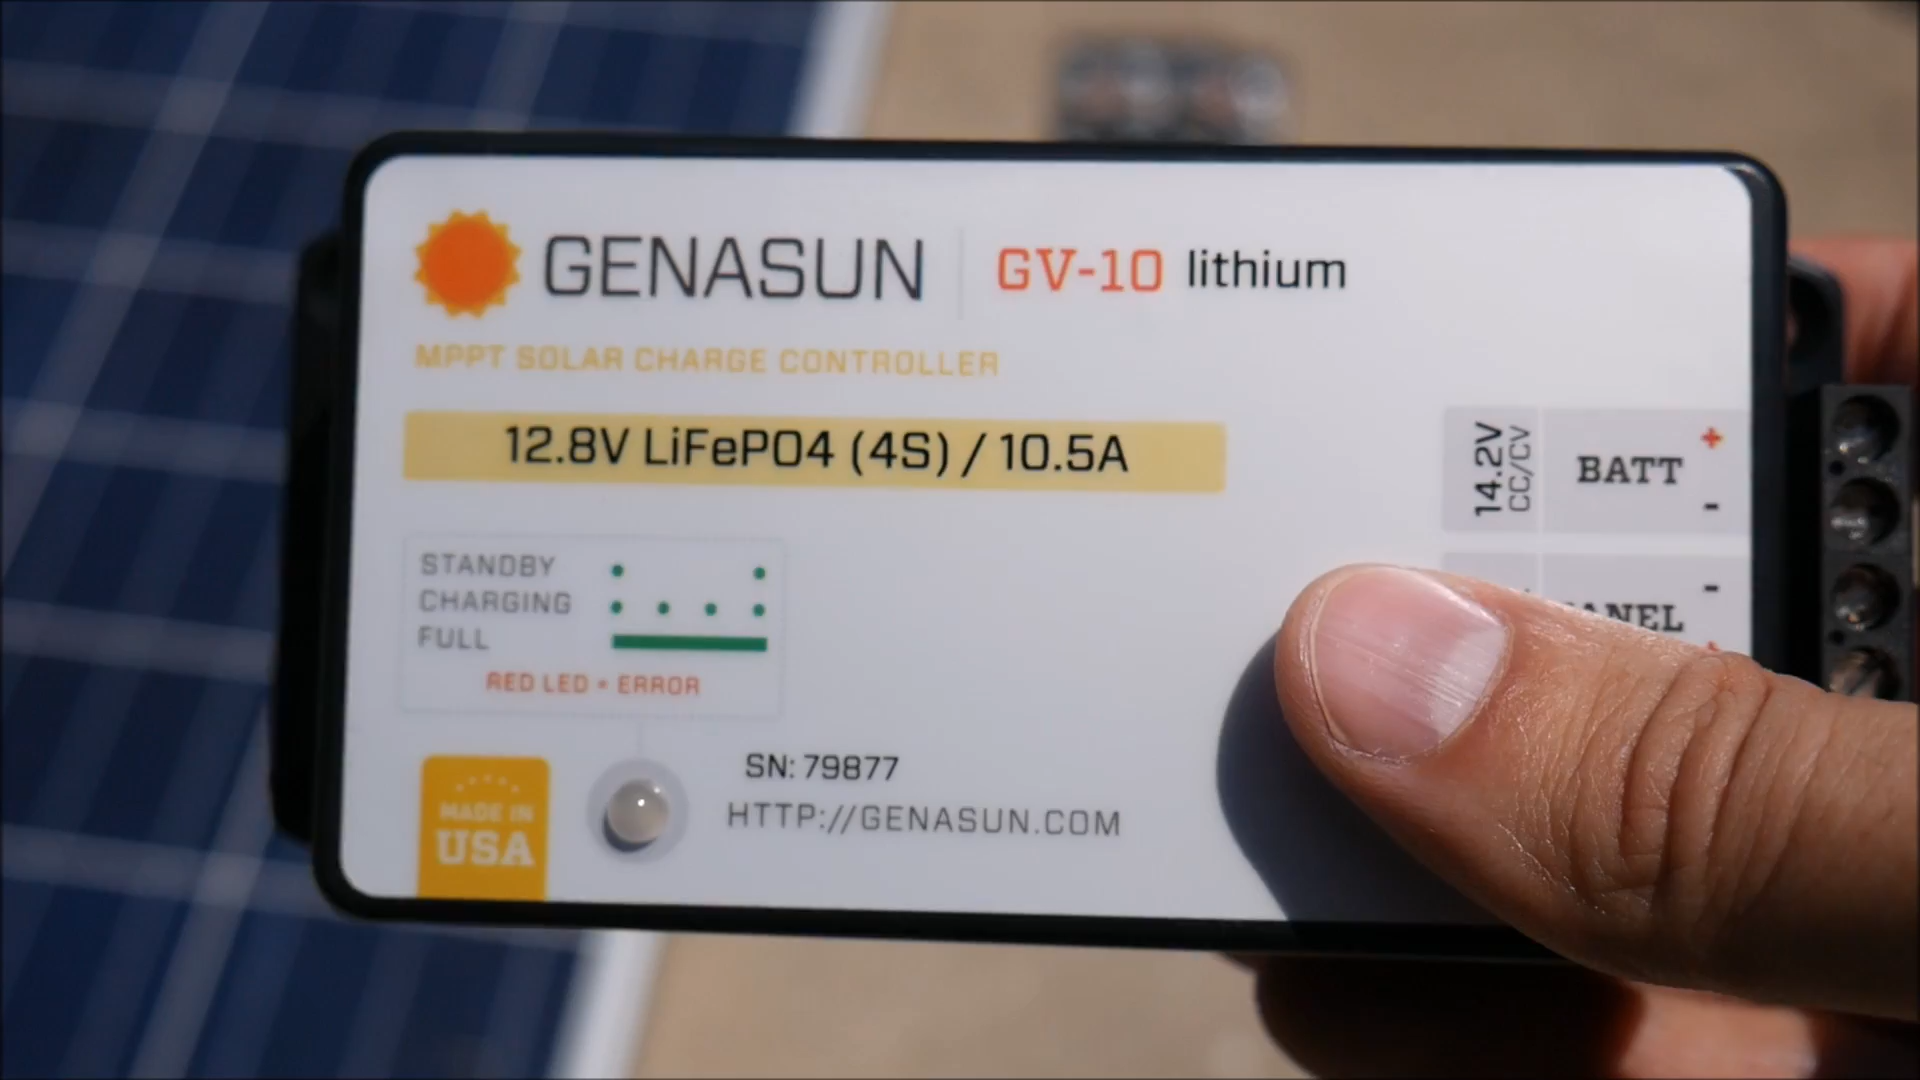 GENASUN GV-10 lithium
MPPT SOLAR CHARGE CONTROLLER
12.8V LiFePO4 (4S) / 10.5A
14.2V
CC/CV
BATT
+
-
-
STANDBY
CHARGING
FULL
RED LED = ERROR
MADE IN
USA
SN: 79877
HTTP://GENASUN.COM